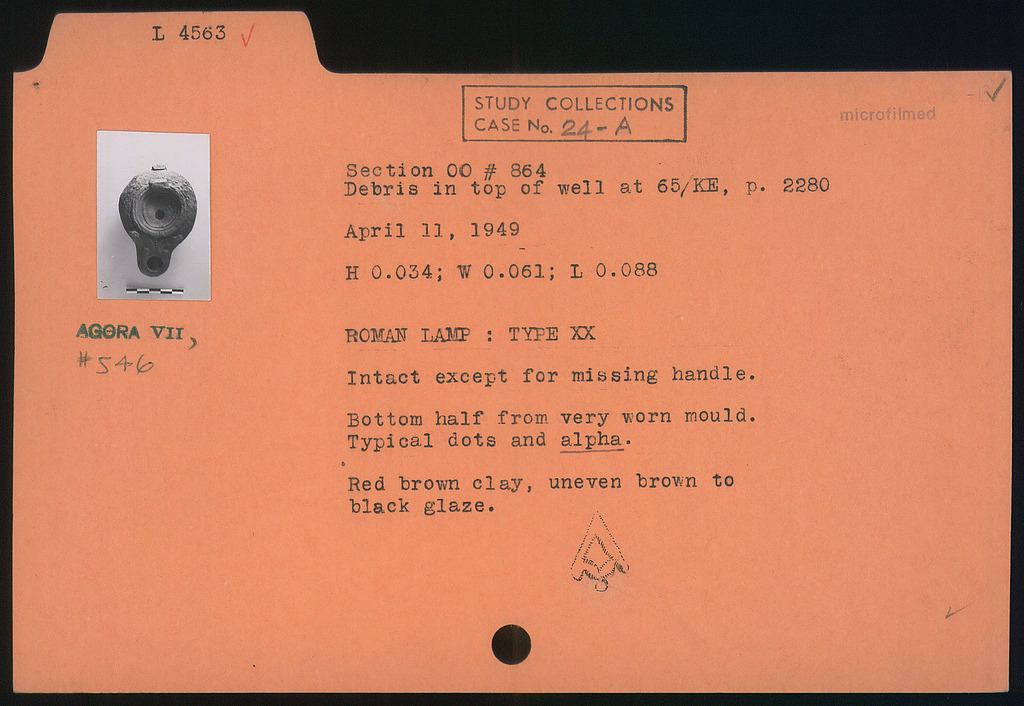 L 4563 ✓
STUDY COLLECTIONS
CASE No. 24-A
microfilmed
Section OO # 864
Debris in top of well at 65/KE, p. 2280
April 11, 1949
H 0.034; W 0.061; L 0.088
AGORA VII,
#546
ROMAN LAMP : TYPE XX
Intact except for missing handle.
Bottom half from very worn mould.
Typical dots and alpha.
Red brown clay, uneven brown to
black glaze.